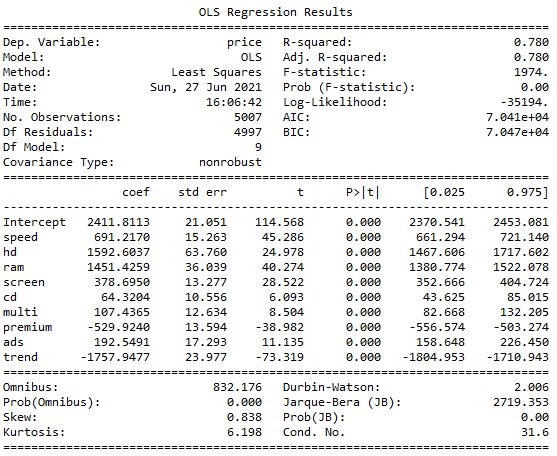 OLS Regression Results
==============================================================================
Dep. Variable:                  price   R-squared:                       0.780
Model:                            OLS   Adj. R-squared:                  0.780
Method:                 Least Squares   F-statistic:                     1974.
Date:                Sun, 27 Jun 2021   Prob (F-statistic):               0.00
Time:                        16:06:42   Log-Likelihood:                -35194.
No. Observations:                5007   AIC:                         7.041e+04
Df Residuals:                    4997   BIC:                         7.047e+04
Df Model:                           9
Covariance Type:            nonrobust
==============================================================================
                 coef    std err          t      P>|t|      [0.025      0.975]
------------------------------------------------------------------------------
Intercept   2411.8113     21.051    114.568      0.000    2370.541    2453.081
speed        691.2170     15.263     45.286      0.000     661.294     721.140
hd          1592.6037     63.760     24.978      0.000    1467.606    1717.602
ram         1451.4259     36.039     40.274      0.000    1380.774    1522.078
screen       378.6950     13.277     28.522      0.000     352.666     404.724
cd            64.3204     10.556      6.093      0.000      43.625      85.015
multi        107.4365     12.634      8.504      0.000      82.668     132.205
premium     -529.9240     13.594    -38.982      0.000    -556.574    -503.274
ads          192.5491     17.293     11.135      0.000     158.648     226.450
trend      -1757.9477     23.977    -73.319      0.000   -1804.953   -1710.943
==============================================================================
Omnibus:                      832.176   Durbin-Watson:                   2.006
Prob(Omnibus):                  0.000   Jarque-Bera (JB):             2719.353
Skew:                           0.838   Prob(JB):                         0.00
Kurtosis:                       6.198   Cond. No.                         31.6
==============================================================================